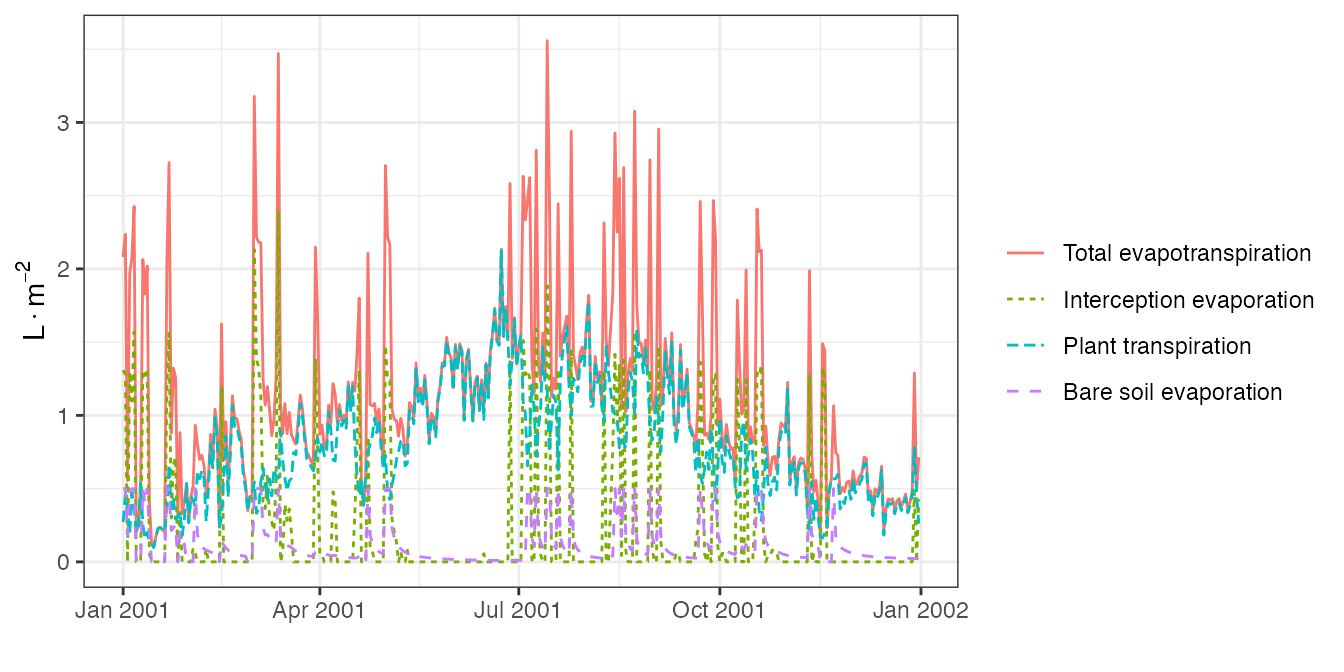 L · m⁻²
3
2
1
0
Jan 2001 Apr 2001 Jul 2001 Oct 2001 Jan 2002
Total evapotranspiration
Interception evaporation
Plant transpiration
Bare soil evaporation